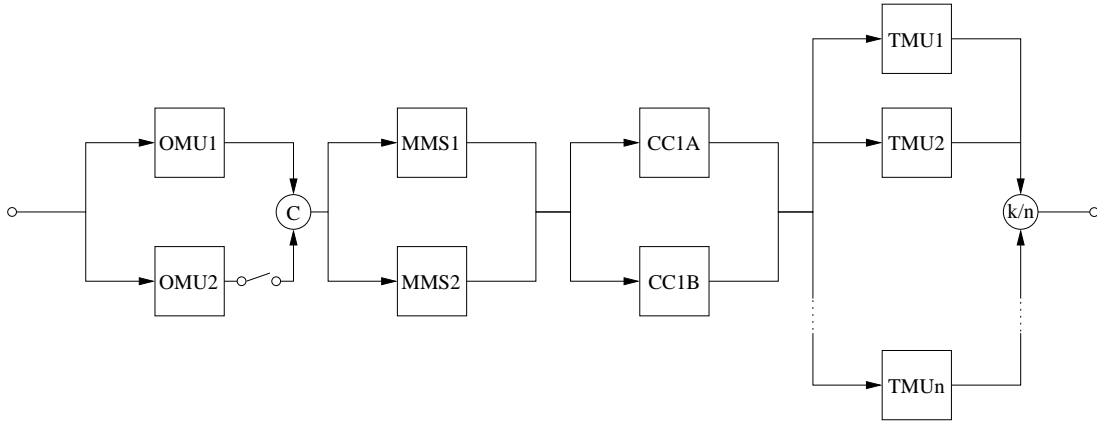 TMU1
OMU1 MMS1 CC1A TMU2
C k/n
OMU2 MMS2 CC1B
TMUn